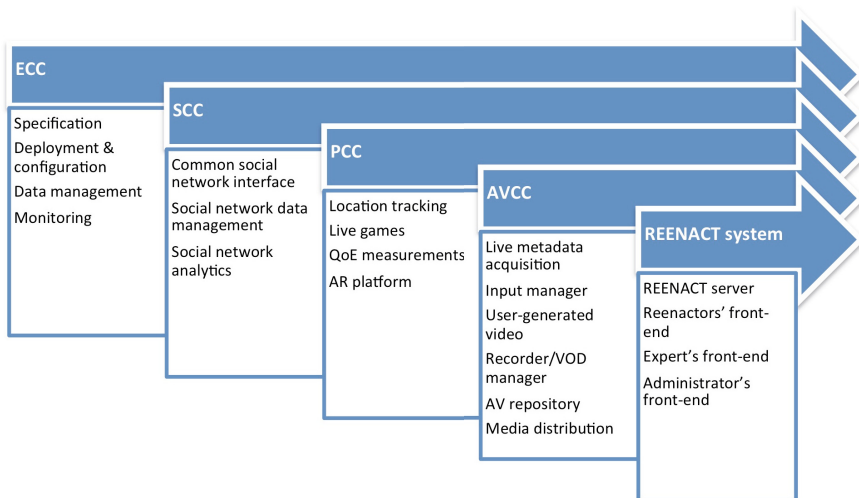 ECC
Specification
Deployment &
configuration
Data management
Monitoring
SCC
Common social
network interface
Social network data
management
Social network
analytics
PCC
Location tracking
Live games
QoE measurements
AR platform
AVCC
Live metadata
acquisition
Input manager
User-generated
video
Recorder/VOD
manager
AV repository
Media distribution
REENACT system
REENACT server
Reenactors’ front-
end
Expert’s front-end
Administrator’s
front-end